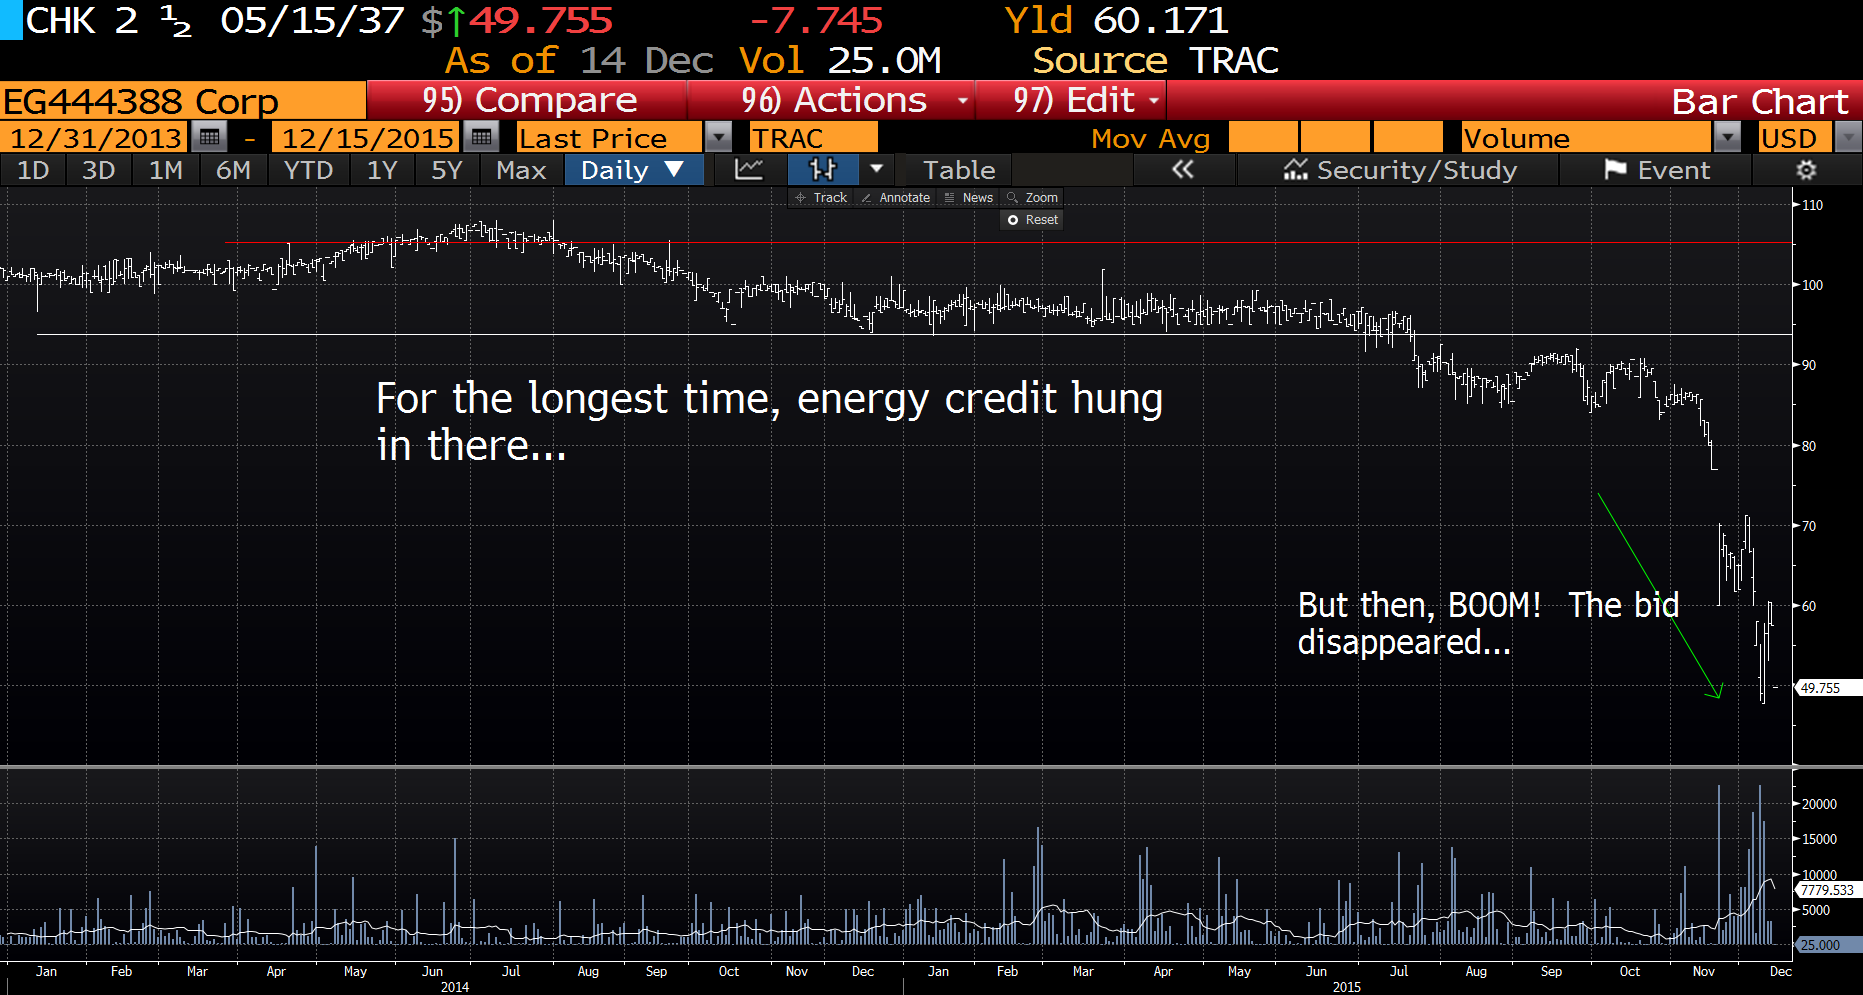 CHK 2 ½ 05/15/37 $↑49.755 -7.745 Yld 60.171
As of 14 Dec Vol 25.0M Source TRAC
EG444388 Corp 95) Compare 96) Actions 97) Edit Bar Chart
12/31/2013 - 12/15/2015 Last Price TRAC Mov Avg Volume USD
1D 3D 1M 6M YTD 1Y 5Y Max Daily ▼ Table « Security/Study Event
Track Annotate News Zoom
Reset
110
100
90
For the longest time, energy credit hung
in there...
80
70
But then, BOOM!  The bid
disappeared...
60
49.755
20000
15000
10000
7779.533
5000
25.000
Jan Feb Mar Apr May Jun Jul Aug Sep Oct Nov Dec Jan Feb Mar Apr May Jun Jul Aug Sep Oct Nov Dec
2014 2015